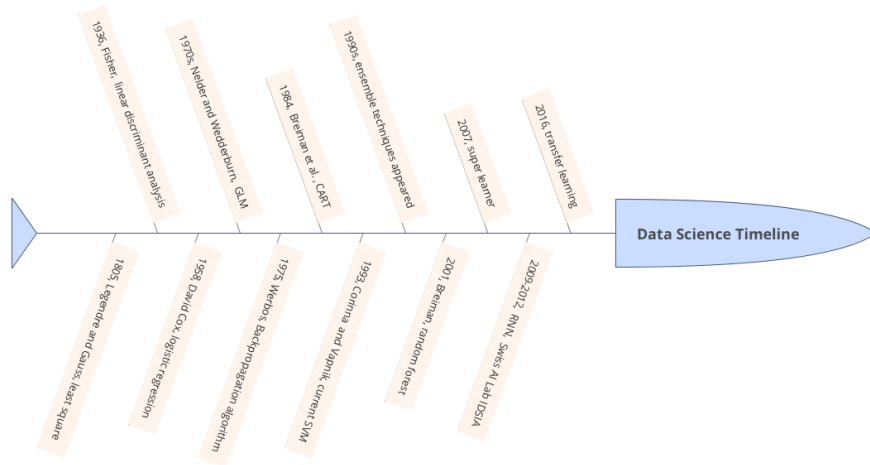 1936, Fisher, linear discriminant analysis
1970s, Nelder and Wedderburn, GLM
1984, Breiman et al., CART
1990s, ensemble techniques appeared
2007, super learner
2016, transfer learning
Data Science Timeline
1805, Legendre and Gauss, least square
1958, David Cox, logistic regression
1975, Werbos, Backpropagation algorithm
1993, Corinna and Vapnik, current SVM
2001, Breiman, random forest
2009-2012, RNN, Swiss AI Lab IDSIA